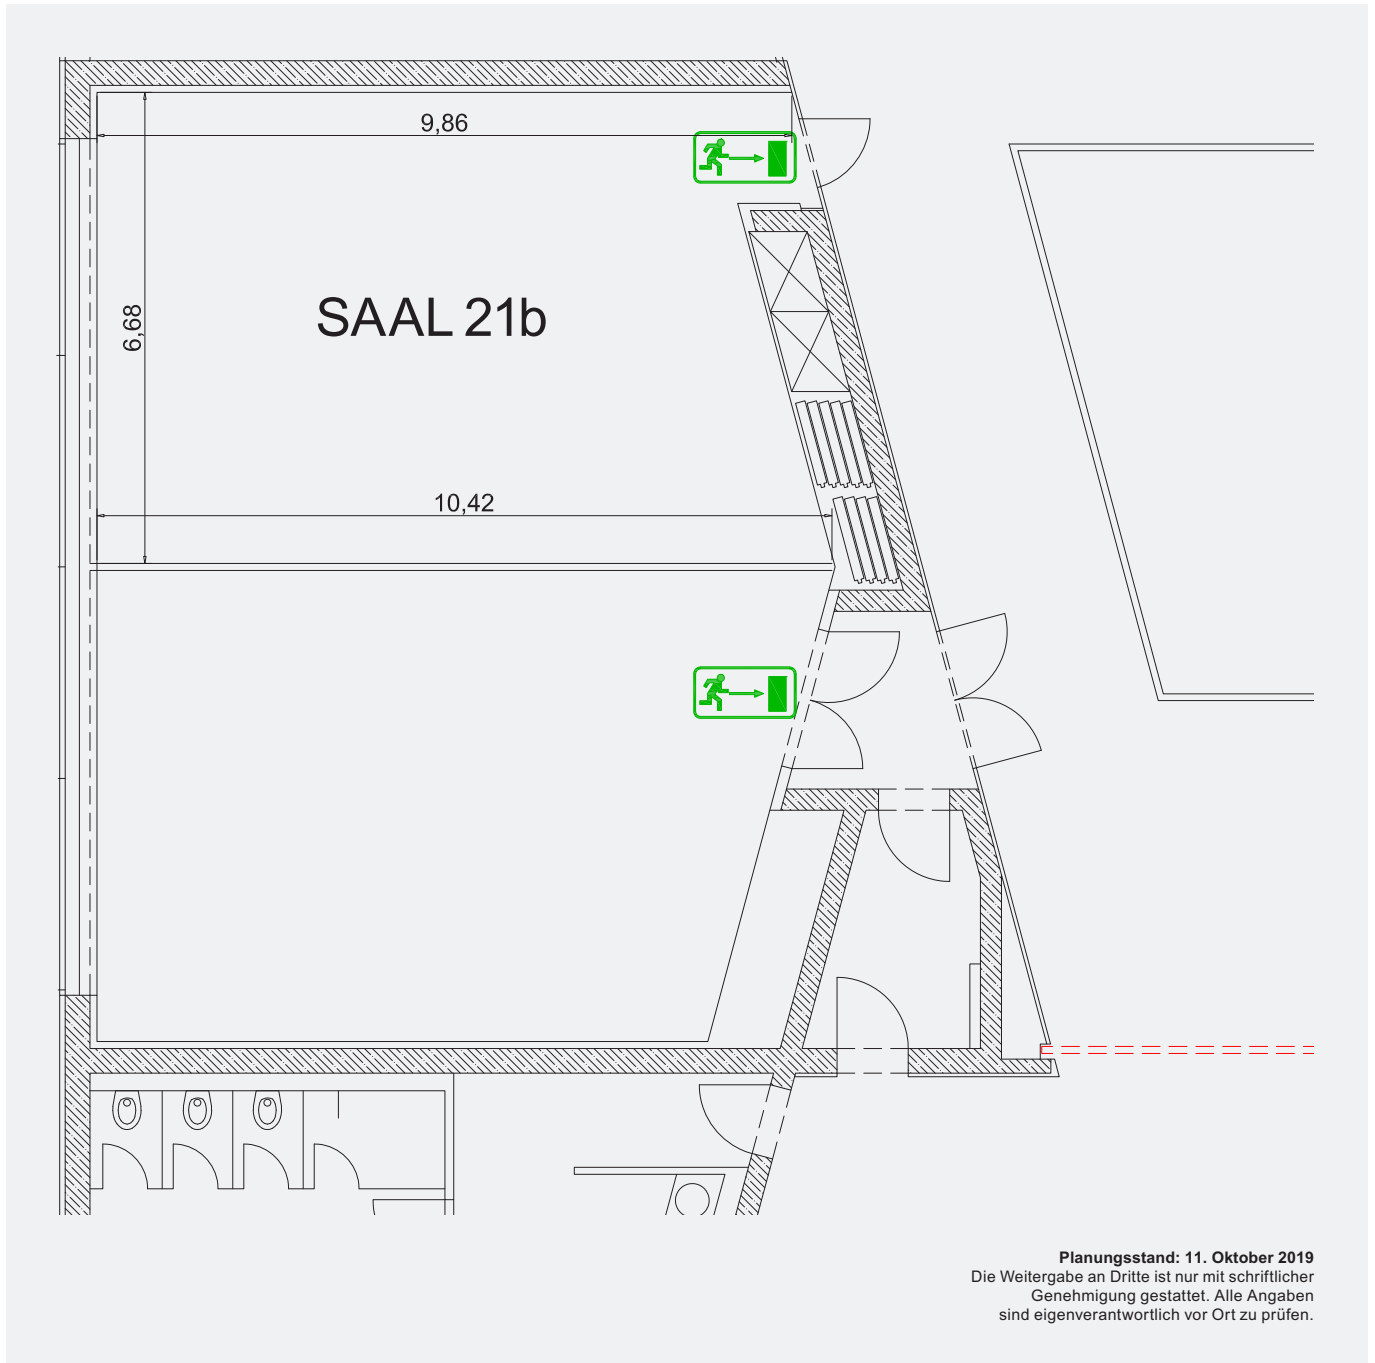 9,86
SAAL 21b
6,68
10,42
Planungsstand: 11. Oktober 2019
Die Weitergabe an Dritte ist nur mit schriftlicher
Genehmigung gestattet. Alle Angaben
sind eigenverantwortlich vor Ort zu prüfen.